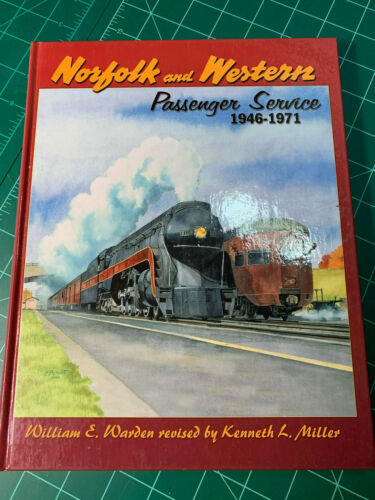 Norfolk and Western
Passenger Service
1946-1971
William E. Warden revised by Kenneth L. Miller